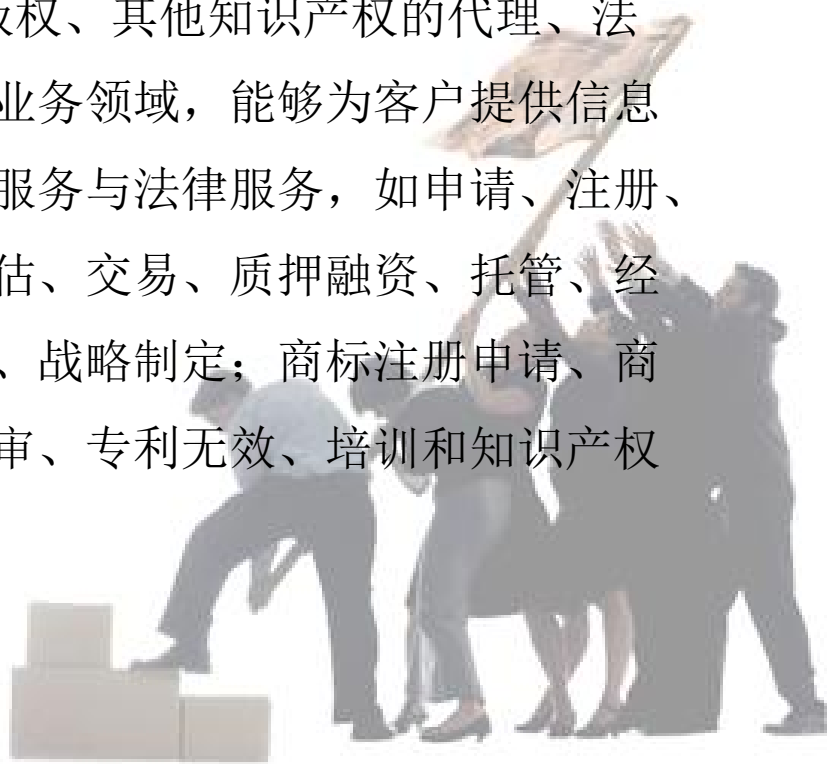 版权、其他知识产权的代理、法
业务领域，能够为客户提供信息
服务与法律服务，如申请、注册、
估、交易、质押融资、托管、经
、战略制定；商标注册申请、商
审、专利无效、培训和知识产权